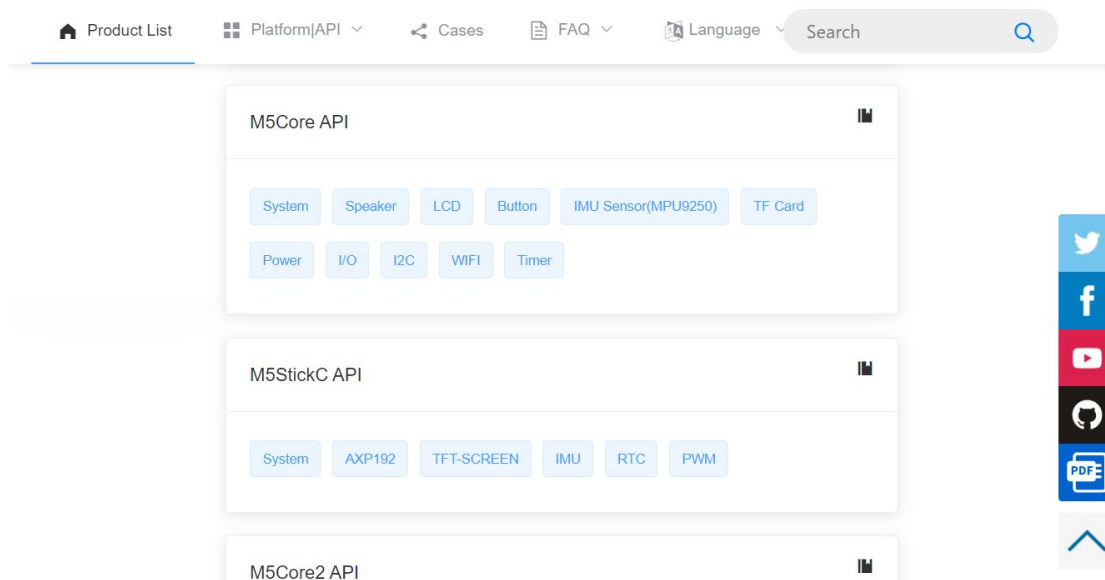 Product List Platform|API Cases FAQ Language Search
M5Core API
System Speaker LCD Button IMU Sensor(MPU9250) TF Card
Power I/O I2C WIFI Timer
M5StickC API
System AXP192 TFT-SCREEN IMU RTC PWM
PDF
M5Core2 API